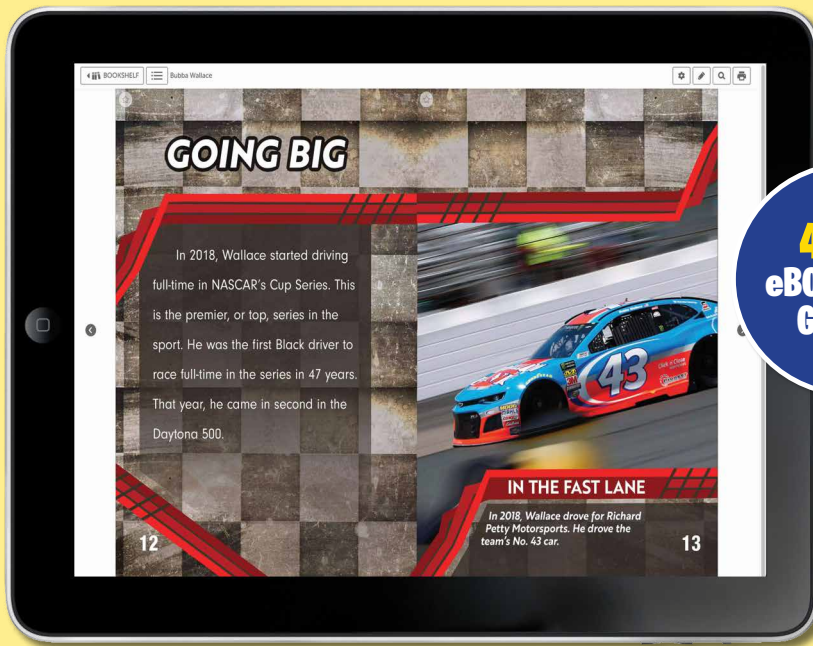 BOOKSHELF
Bubba Wallace
GOING BIG
In 2018, Wallace started driving
full-time in NASCAR's Cup Series. This
is the premier, or top, series in the
sport. He was the first Black driver to
race full-time in the series in 47 years.
That year, he came in second in the
Daytona 500.
12
43
IN THE FAST LANE
In 2018, Wallace drove for Richard
Petty Motorsports. He drove the
team's No. 43 car.
13
4
eBO
G